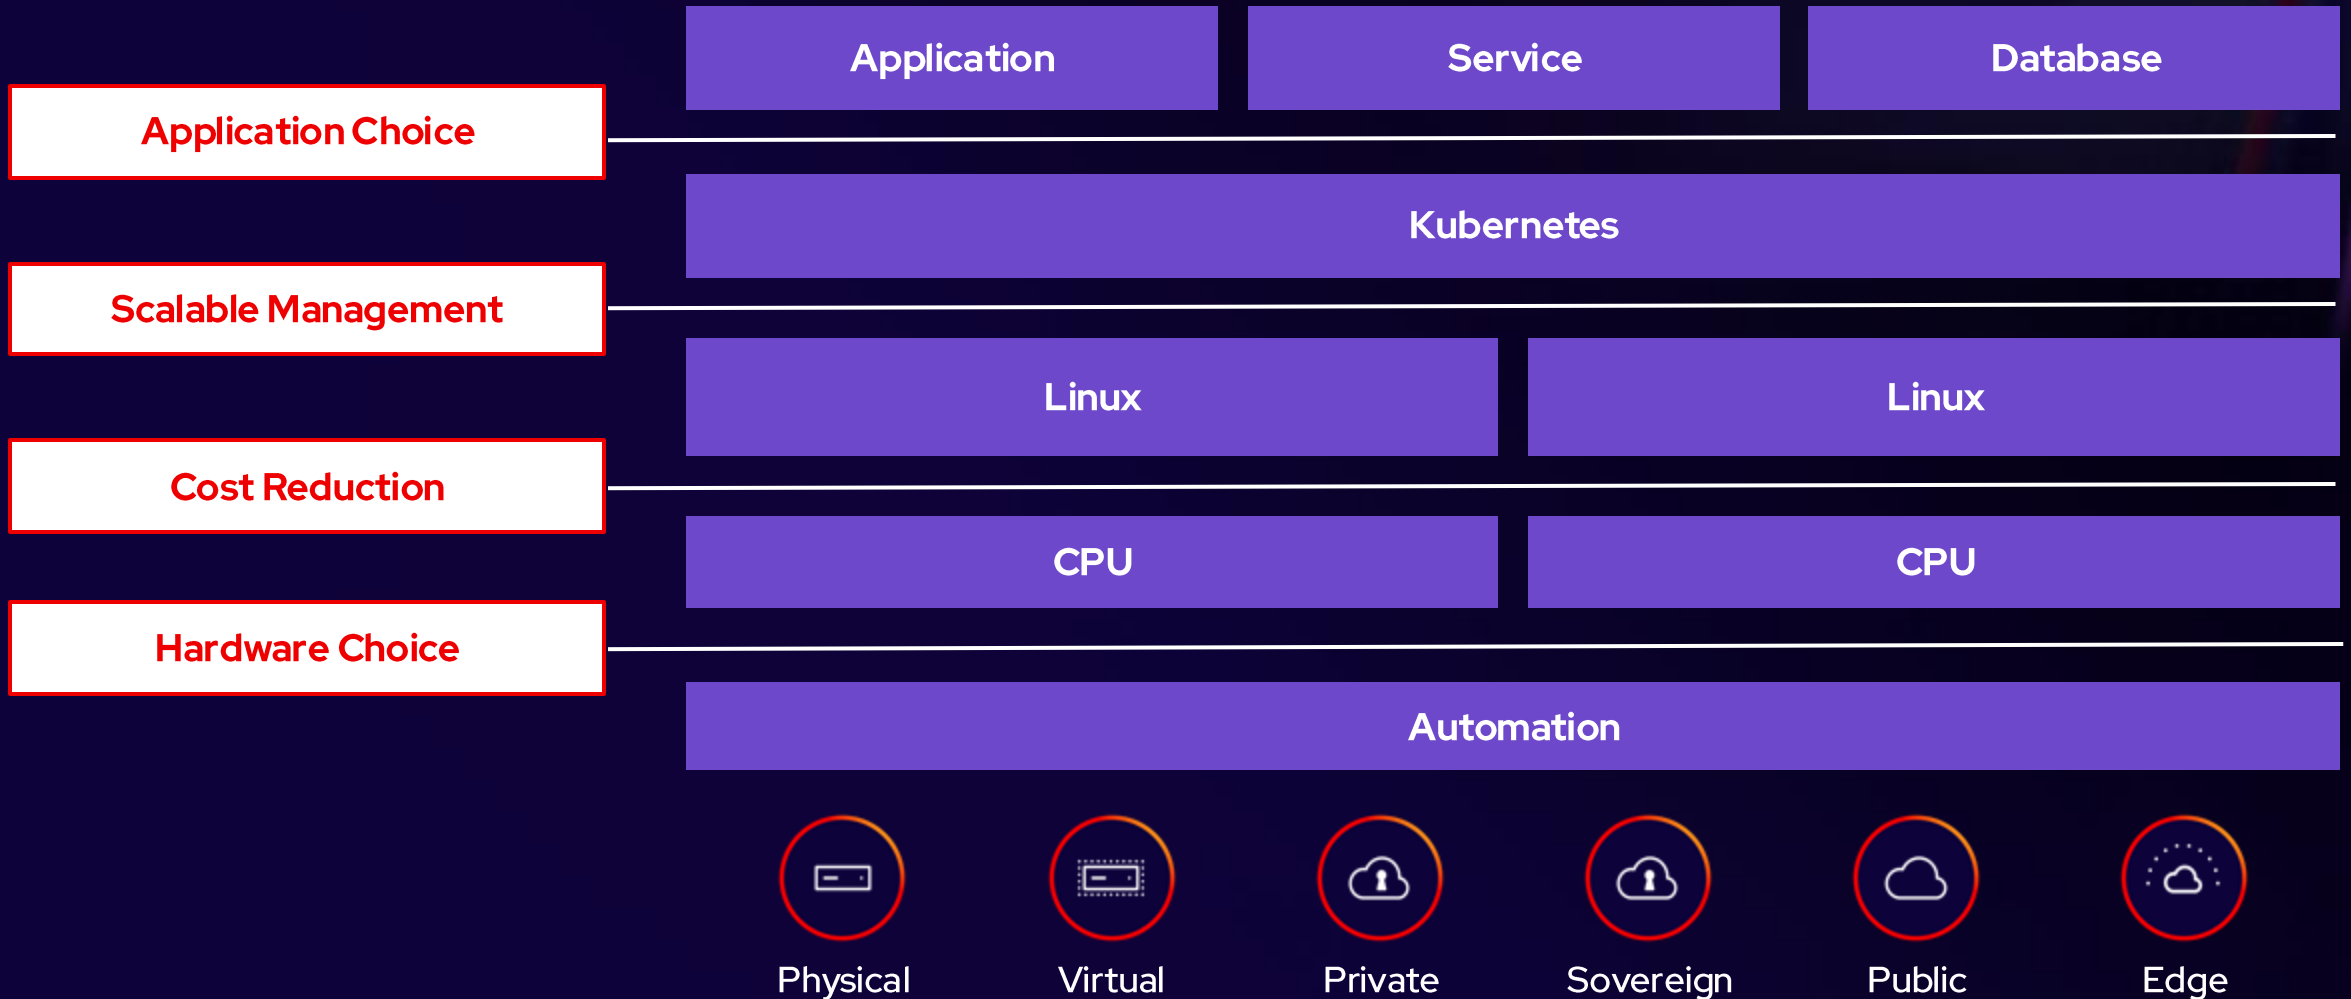 Application
Service
Database
Application Choice
Kubernetes
Scalable Management
Linux
Linux
Cost Reduction
CPU
CPU
Hardware Choice
Automation
Physical
Virtual
Private
Sovereign
Public
Edge